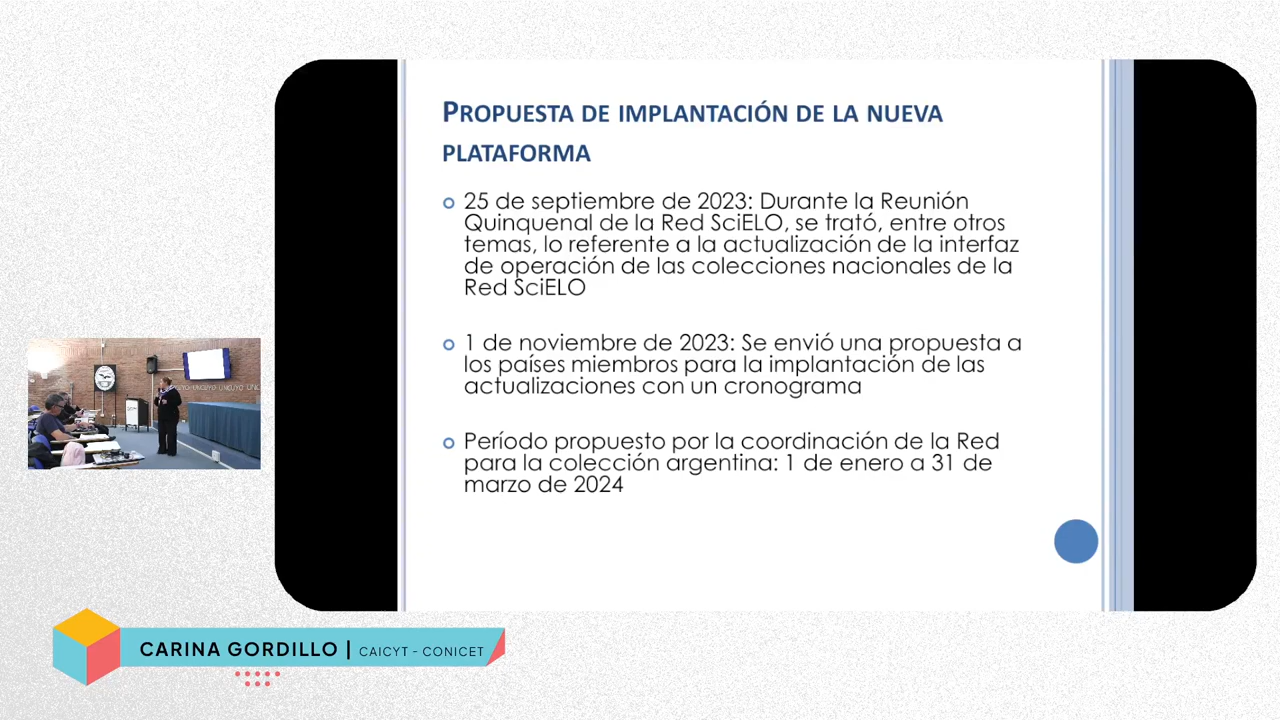 PROPUESTA DE IMPLANTACIÓN DE LA NUEVA
PLATAFORMA
25 de septiembre de 2023: Durante la Reunión
Quinquenal de la Red SciELO, se trató, entre otros
temas, lo referente a la actualización de la interfaz
de operación de las colecciones nacionales de la
Red SciELO
1 de noviembre de 2023: Se envió una propuesta a
los países miembros para la implantación de las
actualizaciones con un cronograma
Período propuesto por la coordinación de la Red
para la colección argentina: 1 de enero a 31 de
marzo de 2024
CARINA GORDILLO | CAICYT - CONICET